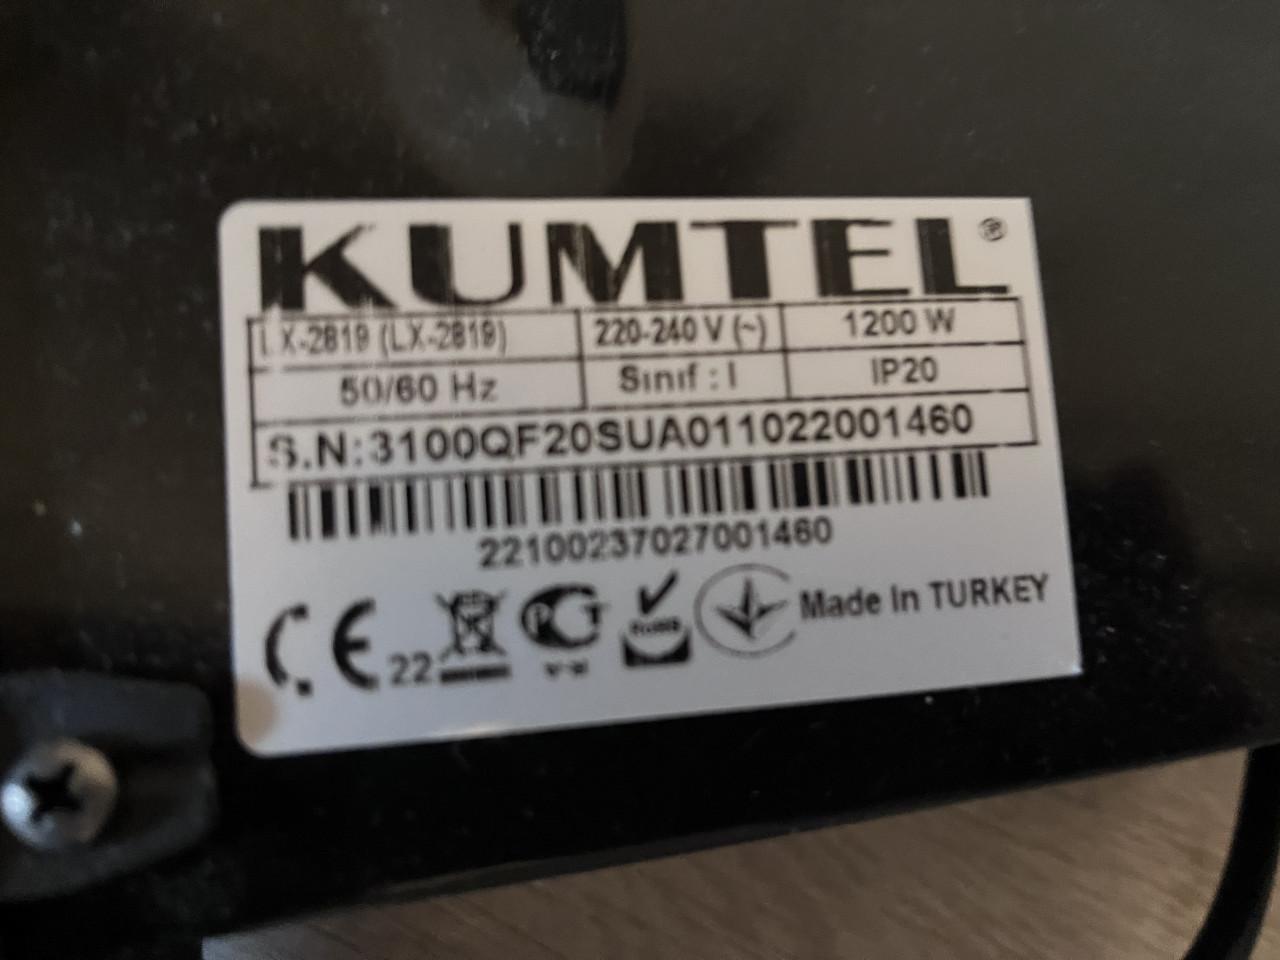 KUMTEL®
LX-2819 (LX-2819) 220-240 V (~) 1200 W
50/60 Hz Sınıf : I IP20
S.N:3100QF20SUA011022001460
22100237027001460
CE 22 RoHS Made In TURKEY